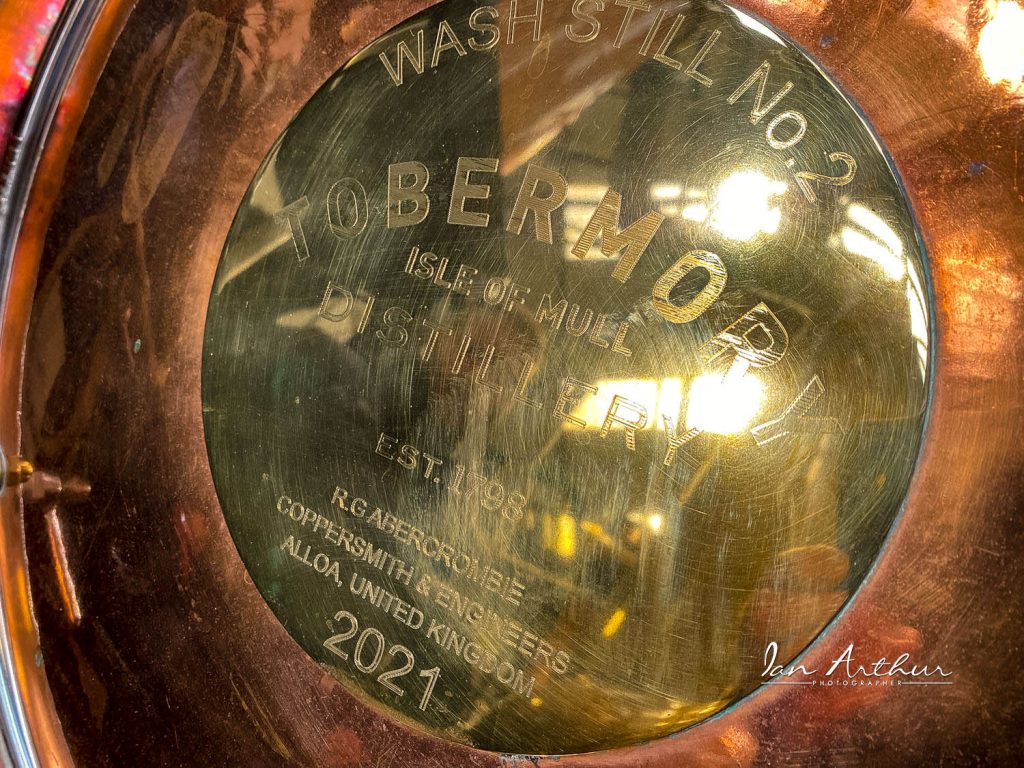 WASH STILL No. 2
TOBERMORY
ISLE OF MULL
DISTILLERY
EST. 1798
R.G ABERCROMBIE
COPPERSMITH & ENGINEERS
ALLOA, UNITED KINGDOM
2021
Ian Arthur
PHOTOGRAPHER